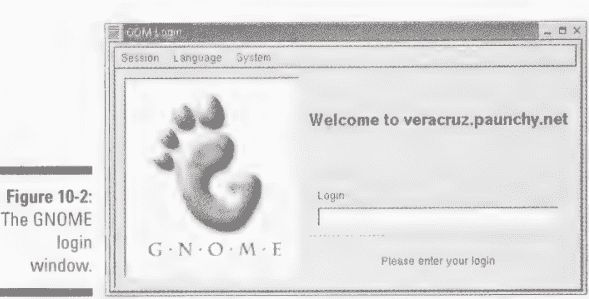 GDM Login
Session Language System
Welcome to veracruz.paunchy.net
Login
G·N·O·M·E
Please enter your login
Figure 10-2:
The GNOME
login
window.